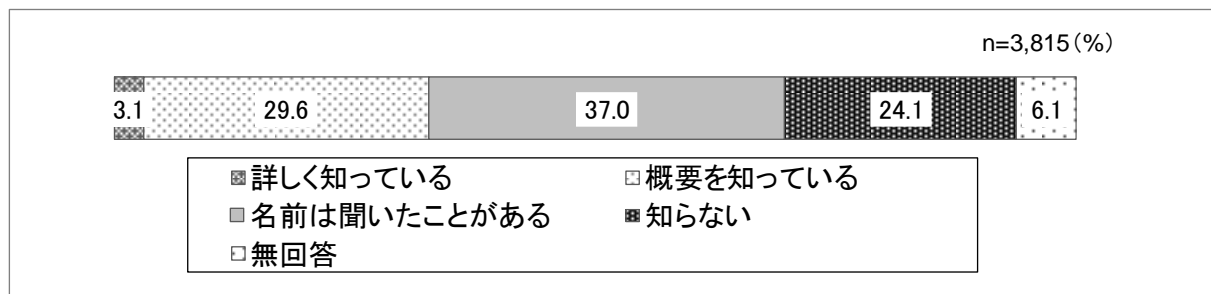 n=3,815(%)
3.1 29.6 37.0 24.1 6.1
詳しく知っている 概要を知っている
名前は聞いたことがある 知らない
無回答